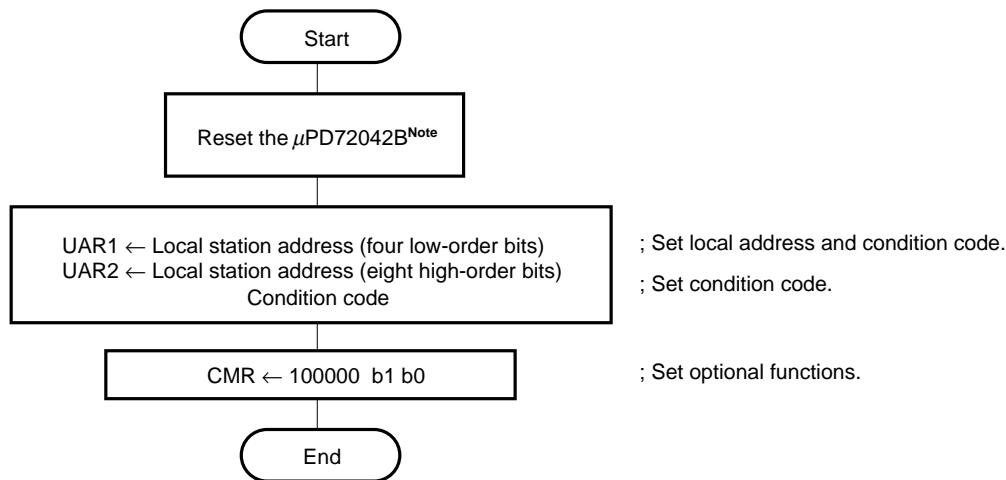 Start
Reset the μPD72042BNote
UAR1 ← Local station address (four low-order bits)
; Set local address and condition code.
UAR2 ← Local station address (eight high-order bits)
; Set condition code.
Condition code
CMR ← 100000 b1 b0
; Set optional functions.
End